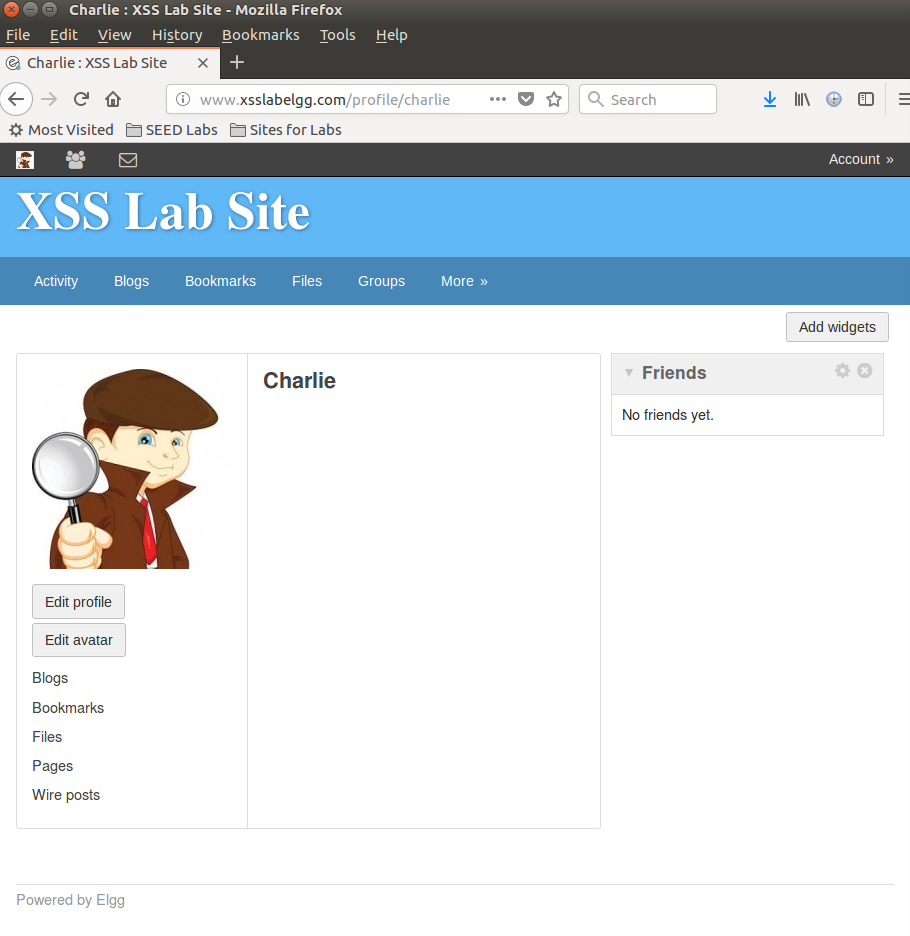 Charlie : XSS Lab Site - Mozilla Firefox
File Edit View History Bookmarks Tools Help
Charlie : XSS Lab Site
www.xsslabelgg.com/profile/charlie Search
Most Visited SEED Labs Sites for Labs
Account »
XSS Lab Site
Activity Blogs Bookmarks Files Groups More »
Add widgets
Charlie
Friends
No friends yet.
Edit profile
Edit avatar
Blogs
Bookmarks
Files
Pages
Wire posts
Powered by Elgg